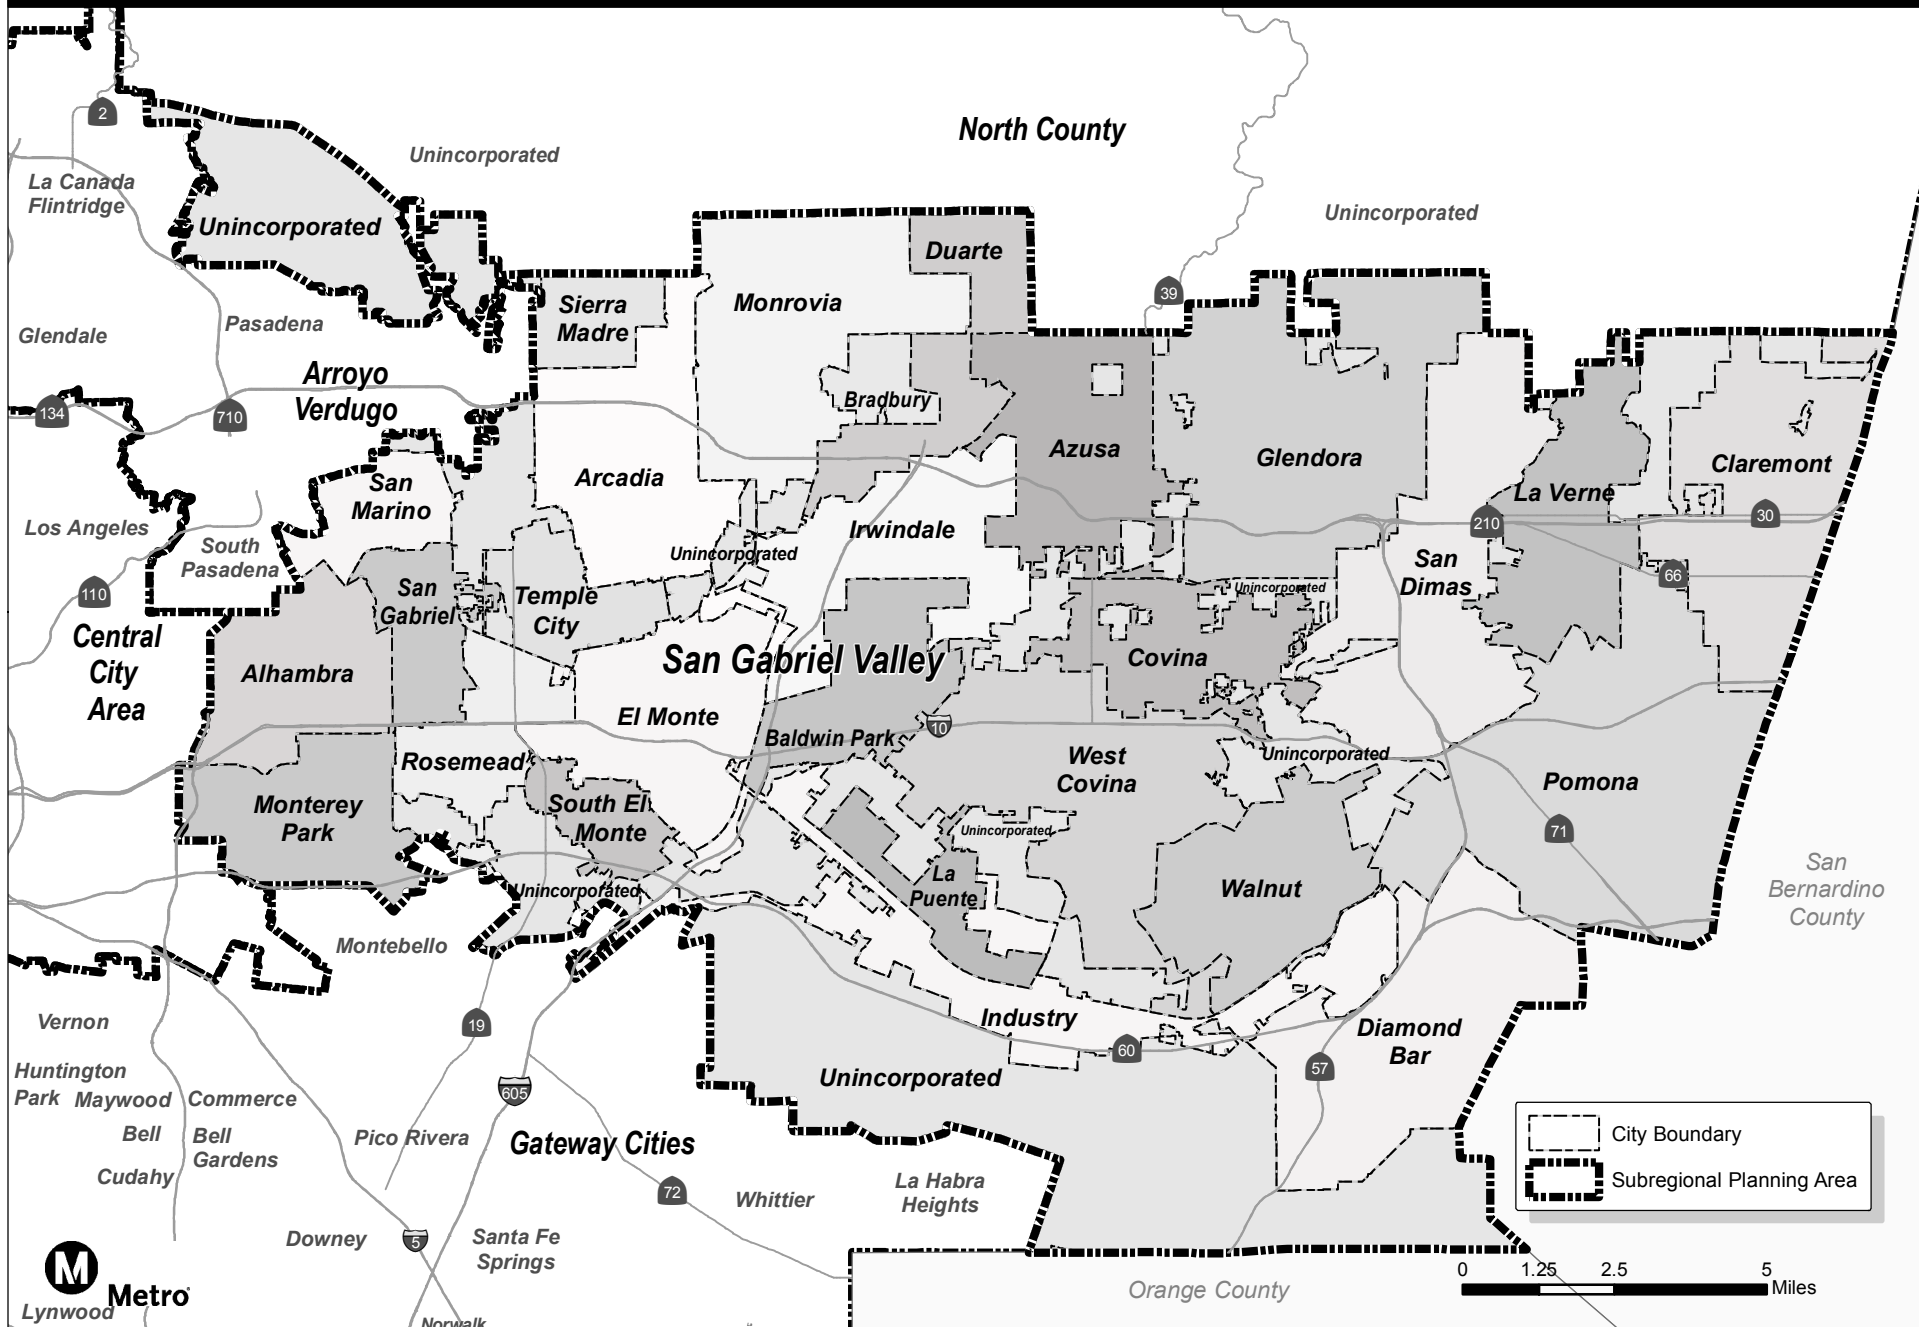 North County
2
Unincorporated
La Canada
Flintridge
Unincorporated
Unincorporated
Duarte
39
Sierra
Madre
Monrovia
Glendale
Pasadena
Arroyo
Verdugo
134
710
Bradbury
Azusa
Glendora
Claremont
Arcadia
San
Marino
La Verne
210
30
Los Angeles
South
Pasadena
Irwindale
Unincorporated
San
Dimas
66
110
San
Gabriel
Temple
City
Unincorporated
Central
City
Area
Alhambra
San Gabriel Valley
Covina
El Monte
Baldwin Park
10
Rosemead
West
Covina
Unincorporated
Pomona
Monterey
Park
South El
Monte
Unincorporated
71
San
Bernardino
County
Unincorporated
La
Puente
Walnut
Montebello
Vernon
19
Industry
60
Diamond
Bar
57
Huntington
Park
Maywood
Commerce
605
Unincorporated
Bell
Bell
Gardens
Pico Rivera
Gateway Cities
Cudahy
72
Whittier
La Habra
Heights
City Boundary
Subregional Planning Area
Downey
5
Santa Fe
Springs
M
Metro
Lynwood
Norwalk
Orange County
0
1.25
2.5
5
Miles